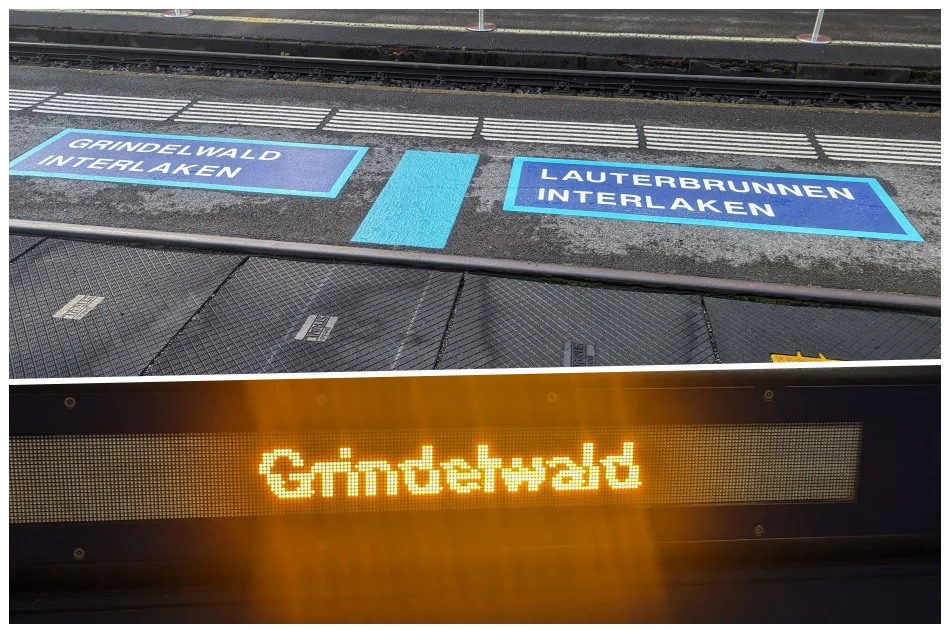 GRINDELWALD
INTERLAKEN
LAUTERBRUNNEN
INTERLAKEN
Grindelwald